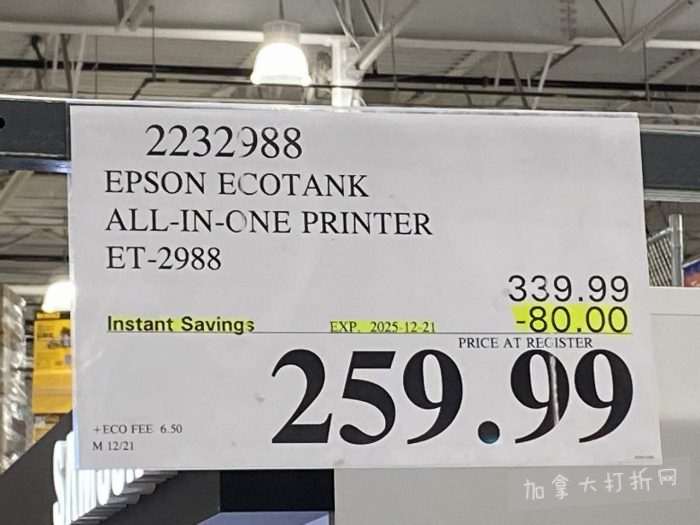 2232988
EPSON ECOTANK
ALL-IN-ONE PRINTER
ET-2988
339.99
Instant Savings EXP. 2025-12-21 -80.00
PRICE AT REGISTER
259.99
+ECO FEE 6.50
M 12/21
加拿大打折网